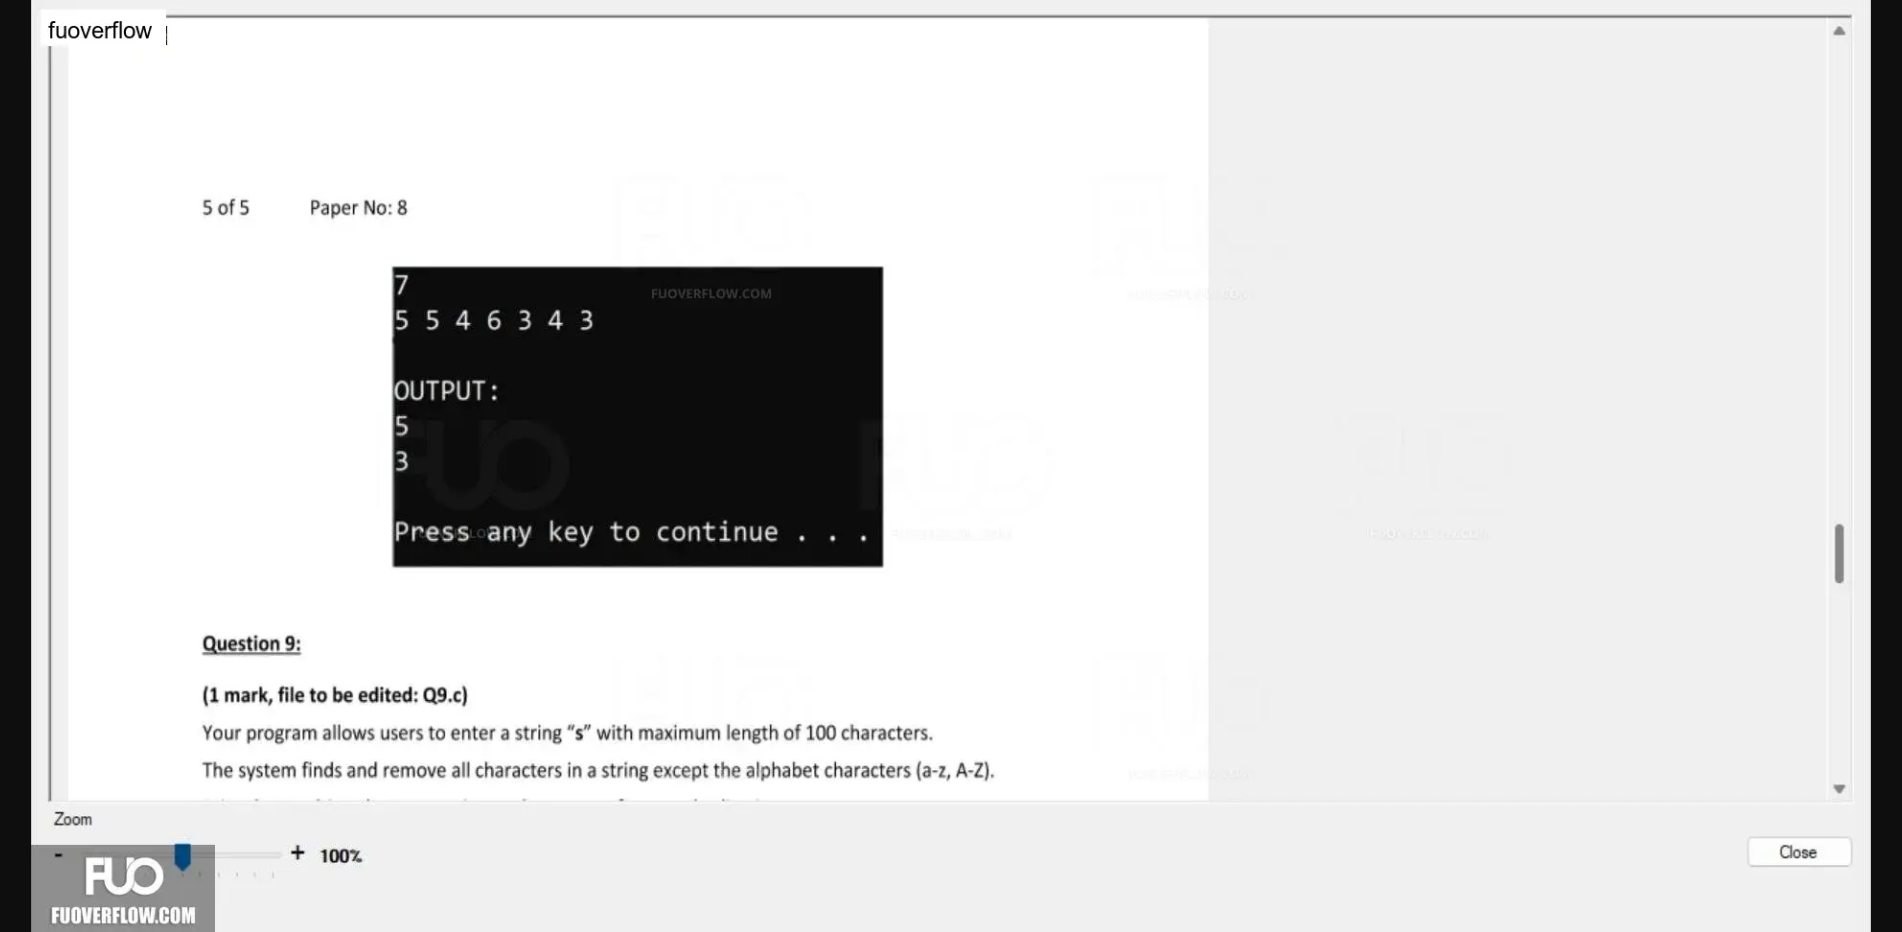 fuoverflow
5 of 5 Paper No: 8
7
FUOVERFLOW.COM
5 5 4 6 3 4 3
OUTPUT:
5
3
Press any key to continue . . .
Question 9:
(1 mark, file to be edited: Q9.c)
Your program allows users to enter a string “s” with maximum length of 100 characters.
The system finds and remove all characters in a string except the alphabet characters (a-z, A-Z).
Zoom
- + 100%
Close
FUO
FUOVERFLOW.COM